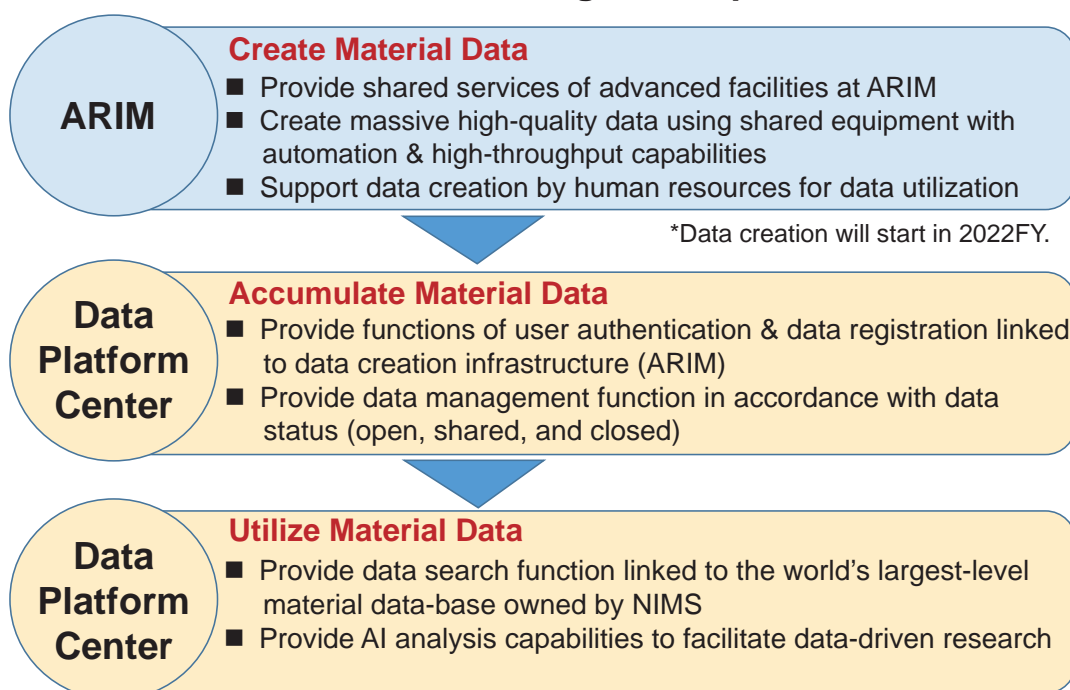 Create Material Data
ARIM
■ Provide shared services of advanced facilities at ARIM
■ Create massive high-quality data using shared equipment with
automation & high-throughput capabilities
■ Support data creation by human resources for data utilization
*Data creation will start in 2022FY.
Data
Platform
Center
Accumulate Material Data
■ Provide functions of user authentication & data registration linked
to data creation infrastructure (ARIM)
■ Provide data management function in accordance with data
status (open, shared, and closed)
Data
Platform
Center
Utilize Material Data
■ Provide data search function linked to the world's largest-level
material data-base owned by NIMS
■ Provide AI analysis capabilities to facilitate data-driven research